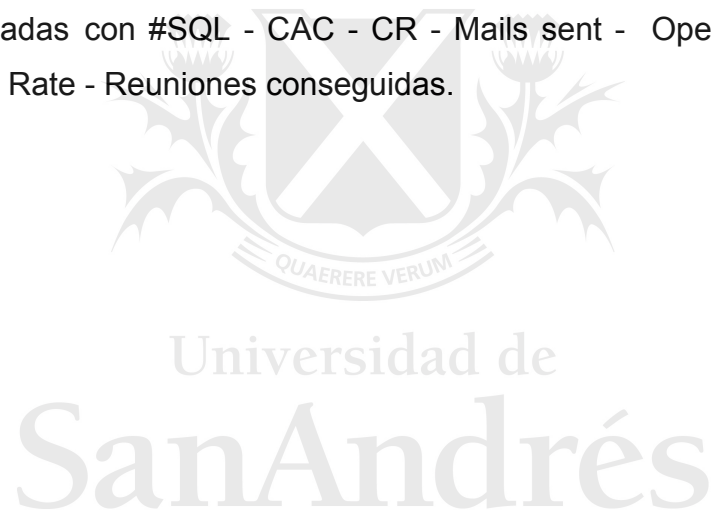 adas con #SQL - CAC - CR - Mails sent - Ope
Rate - Reuniones conseguidas.
QUAERERE VERUM
Universidad de
SanAndrés